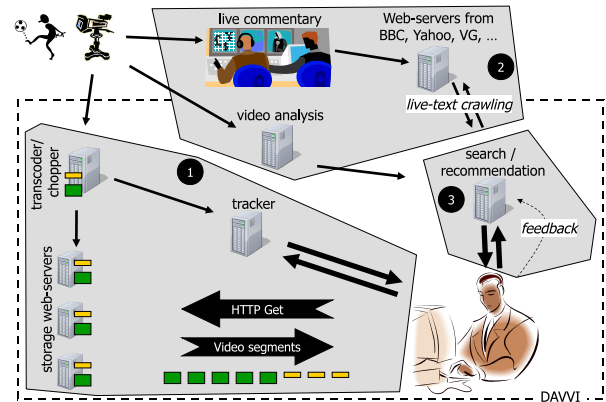 live commentary
Web-servers from
BBC, Yahoo, VG, ...
2
live-text crawling
video analysis
transcoder/
chopper
1
search /
recommendation
3
tracker
feedback
storage web-servers
HTTP Get
Video segments
DAVVI